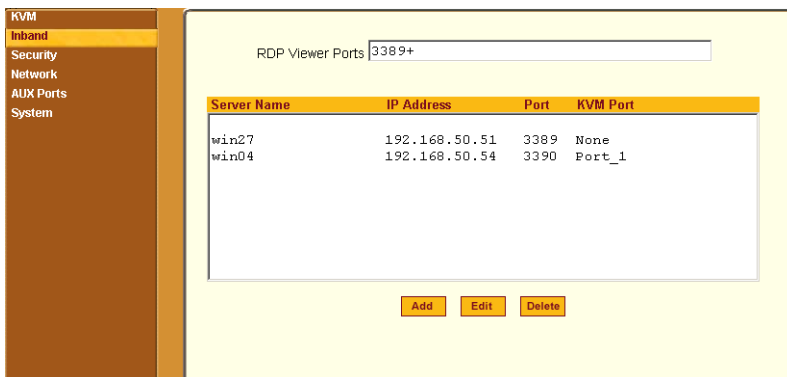 KVM
Inband
Security
Network
AUX Ports
System
RDP Viewer Ports 3389+
Server Name IP Address Port KVM Port
win27 192.168.50.51 3389 None
win04 192.168.50.54 3390 Port_1
Add Edit Delete